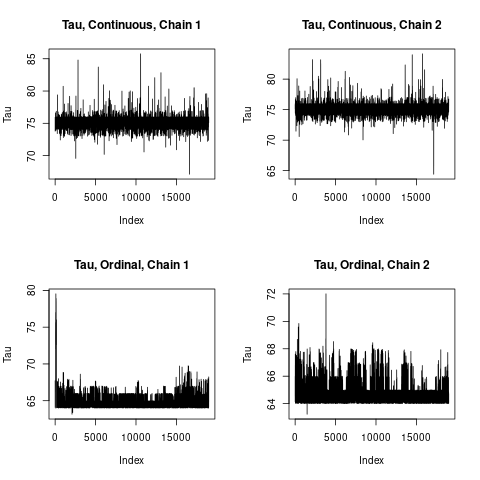 Tau, Continuous, Chain 1
Tau
85
80
75
70
0 5000 10000 15000
Index
Tau, Continuous, Chain 2
Tau
80
75
70
65
0 5000 10000 15000
Index
Tau, Ordinal, Chain 1
Tau
80
75
70
65
0 5000 10000 15000
Index
Tau, Ordinal, Chain 2
Tau
72
70
68
66
64
0 5000 10000 15000
Index